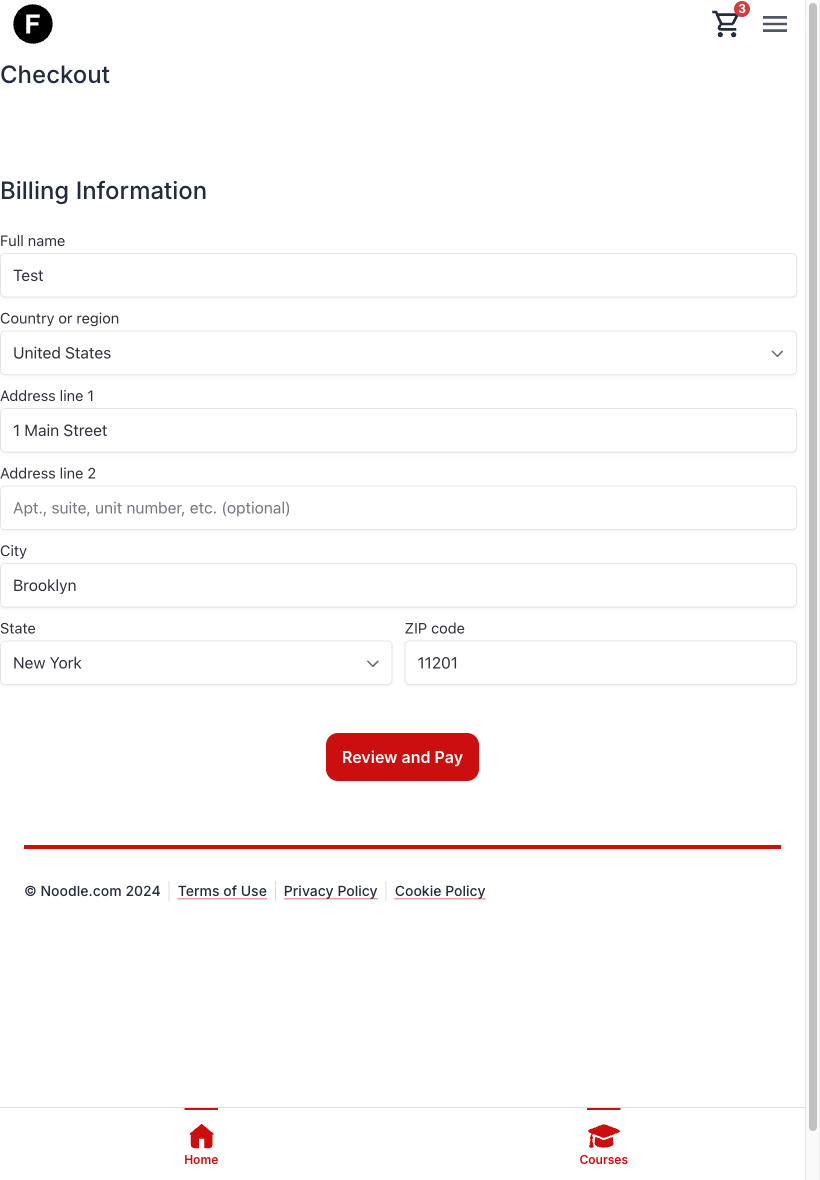 F
3
Checkout
Billing Information
Full name
Test
Country or region
United States
Address line 1
1 Main Street
Address line 2
Apt., suite, unit number, etc. (optional)
City
Brooklyn
State ZIP code
New York 11201
Review and Pay
© Noodle.com 2024 Terms of Use Privacy Policy Cookie Policy
Home Courses